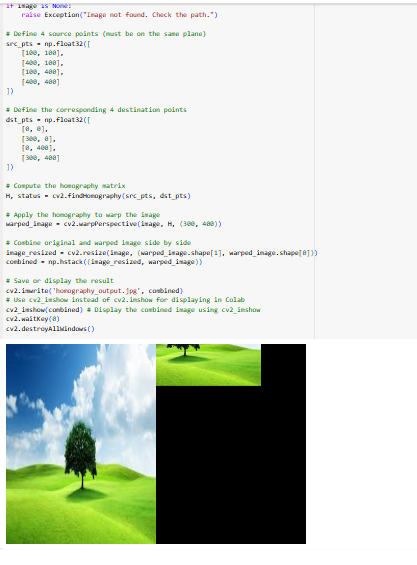 if image is None:
    raise Exception("Image not found. Check the path.")

# Define 4 source points (must be on the same plane)
src_pts = np.float32([
    [100, 100],
    [400, 100],
    [100, 400],
    [400, 400]
])

# Define the corresponding 4 destination points
dst_pts = np.float32([
    [0, 0],
    [300, 0],
    [0, 400],
    [300, 400]
])

# Compute the homography matrix
H, status = cv2.findHomography(src_pts, dst_pts)

# Apply the homography to warp the image
warped_image = cv2.warpPerspective(image, H, (300, 400))

# Combine original and warped image side by side
image_resized = cv2.resize(image, (warped_image.shape[1], warped_image.shape[0]))
combined = np.hstack((image_resized, warped_image))

# Save or display the result
cv2.imwrite('homography_output.jpg', combined)
# Use cv2_imshow instead of cv2.imshow for displaying in Colab
cv2_imshow(combined) # Display the combined image using cv2_imshow
cv2.waitKey(0)
cv2.destroyAllWindows()